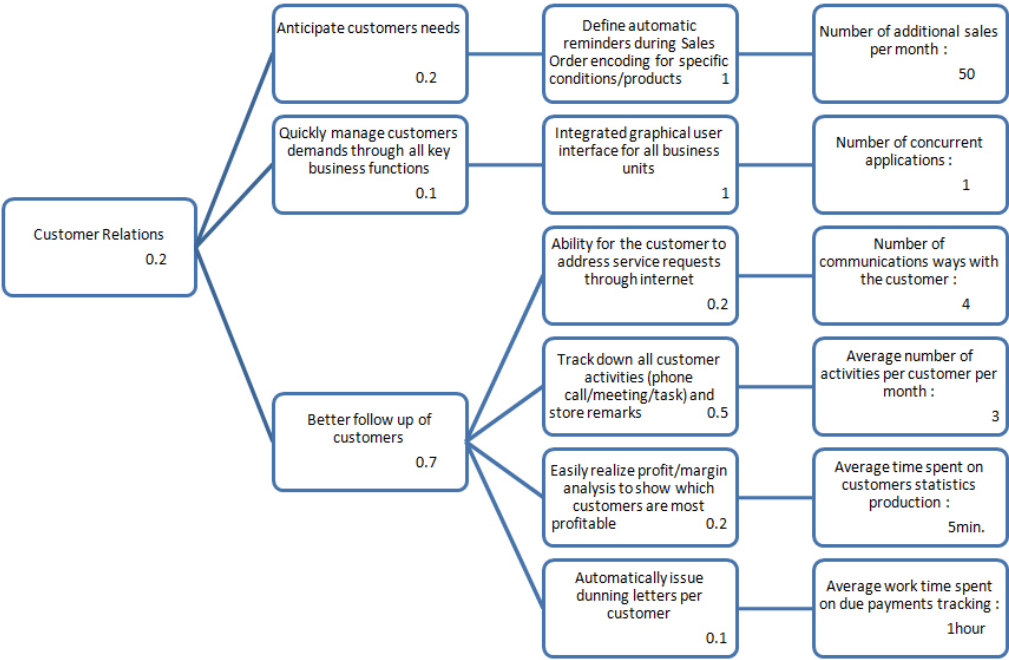 Anticipate customers needs
0.2
Define automatic
reminders during Sales
Order encoding for specific
conditions/products 1
Number of additional sales
per month :
50
Quickly manage customers
demands through all key
business functions
0.1
Integrated graphical user
interface for all business
units
1
Number of concurrent
applications :
1
Customer Relations
0.2
Ability for the customer to
address service requests
through internet
0.2
Number of
communications ways with
the customer :
4
Better follow up of
customers
0.7
Track down all customer
activities (phone
call/meeting/task) and
store remarks 0.5
Average number of
activities per customer per
month :
3
Easily realize profit/margin
analysis to show which
customers are most
profitable 0.2
Average time spent on
customers statistics
production :
5min.
Automatically issue
dunning letters per
customer
0.1
Average work time spent
on due payments tracking :
1hour